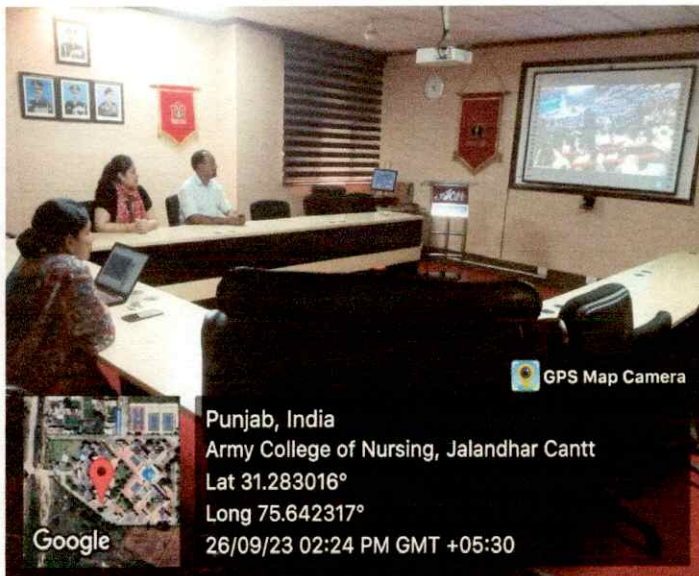 GPS Map Camera
Punjab, India
Army College of Nursing, Jalandhar Cantt
Lat 31.283016°
Long 75.642317°
26/09/23 02:24 PM GMT +05:30
Google